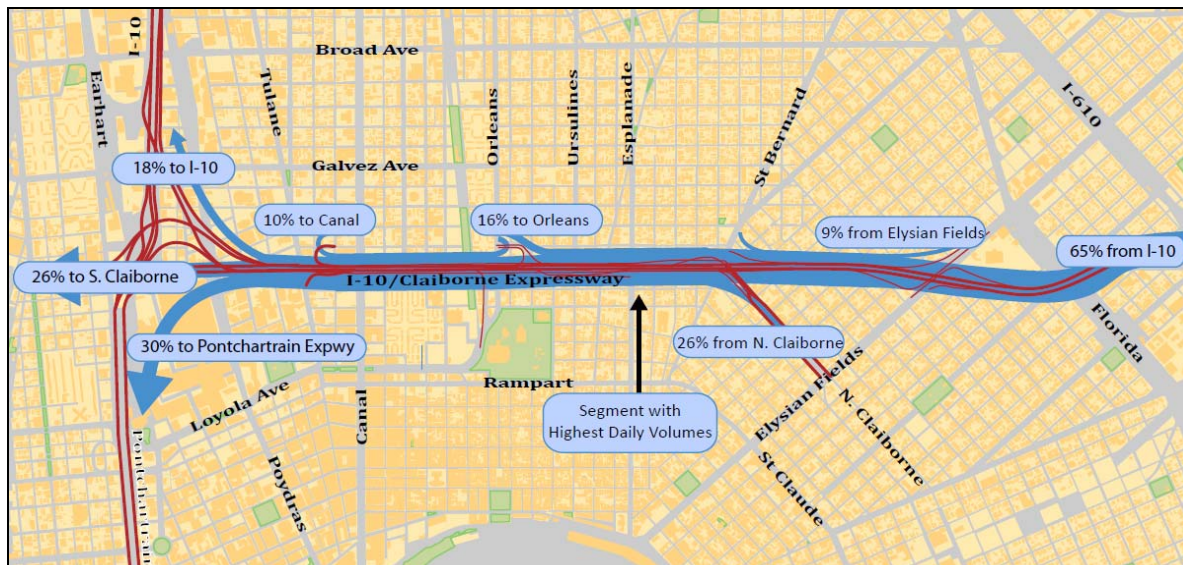 I-10
Broad Ave
Earhart
Tulane
Orleans
Ursulines
Esplanade
St Bernard
I-610
18% to I-10
Galvez Ave
10% to Canal
16% to Orleans
9% from Elysian Fields
65% from I-10
26% to S. Claiborne
I-10/Claiborne Expressway
30% to Pontchartrain Expwy
26% from N. Claiborne
Florida
Loyola Ave
Canal
Rampart
Segment with
Highest Daily Volumes
Elysian Fields
N. Claiborne
Poydras
St Claude